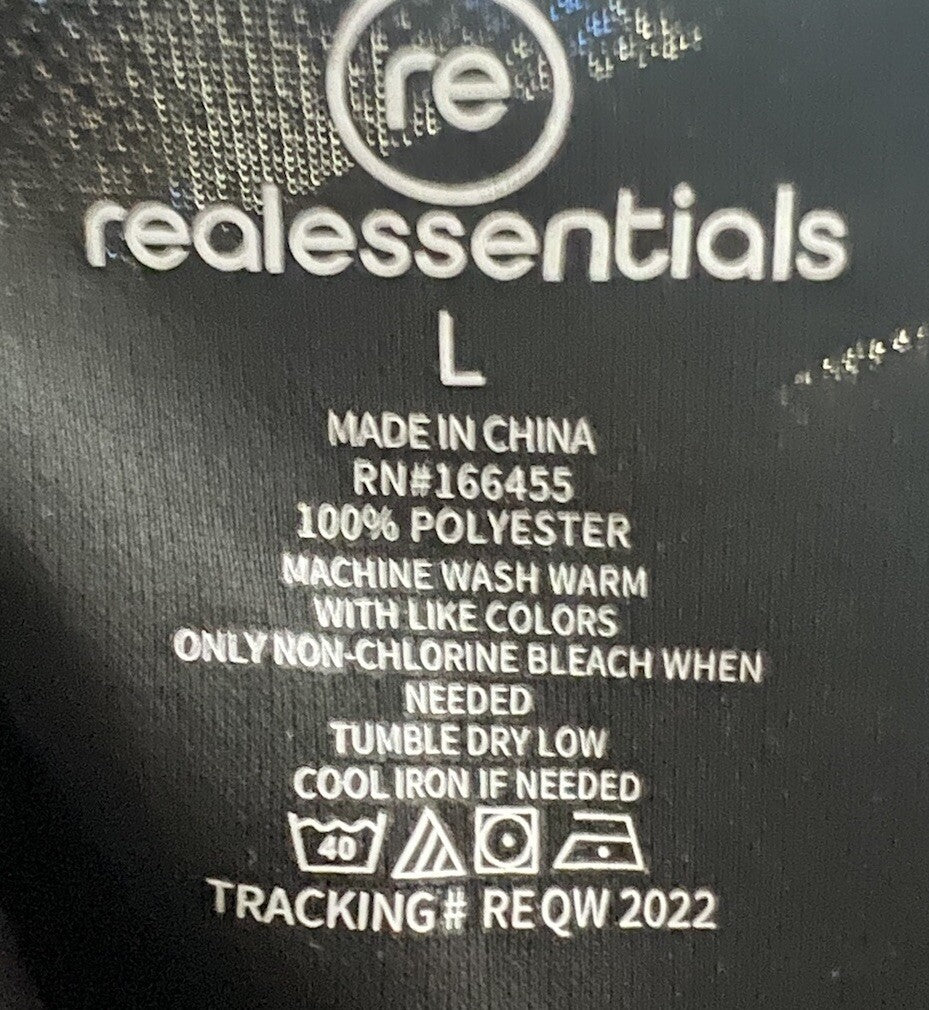 re
realessentials
L
MADE IN CHINA
RN#166455
100% POLYESTER
MACHINE WASH WARM
WITH LIKE COLORS
ONLY NON-CHLORINE BLEACH WHEN
NEEDED
TUMBLE DRY LOW
COOL IRON IF NEEDED
40
TRACKING# REQW 2022